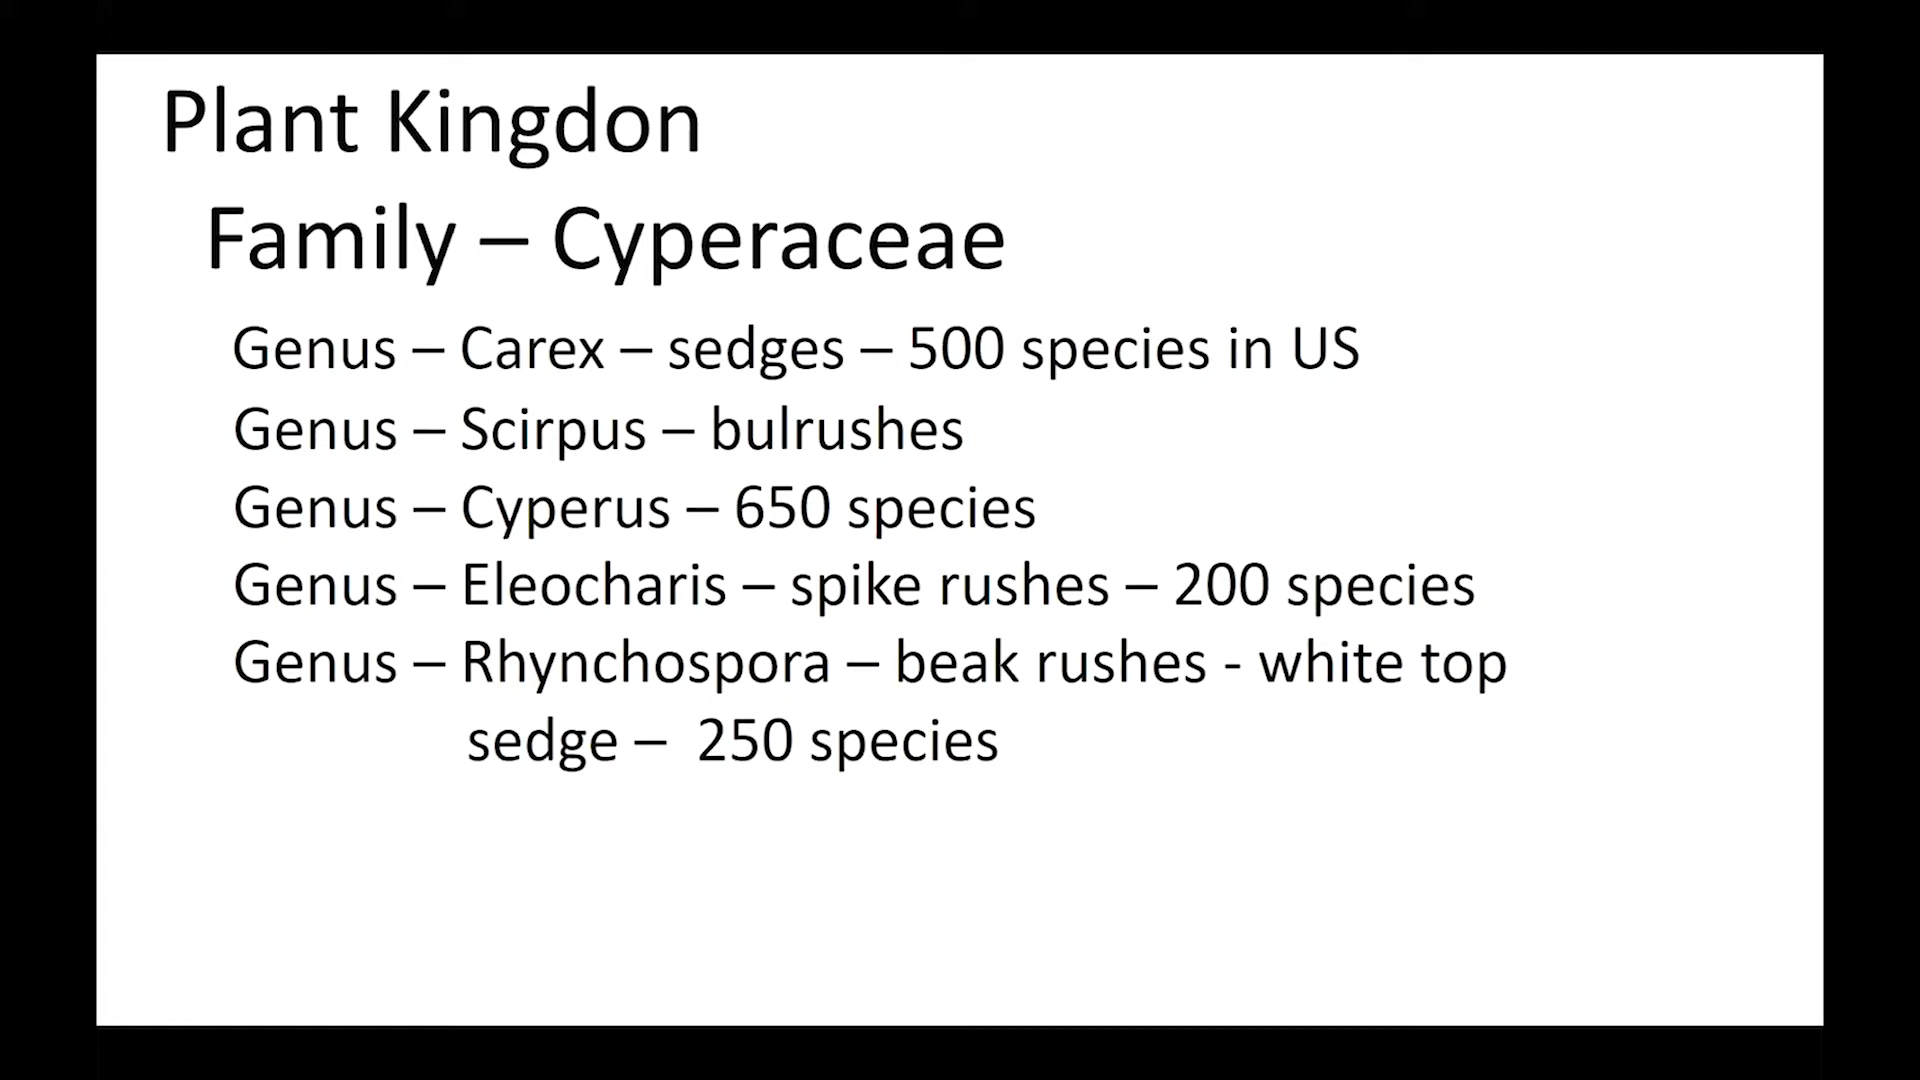 Plant Kingdon
Family – Cyperaceae
Genus – Carex – sedges – 500 species in US
Genus – Scirpus – bulrushes
Genus – Cyperus – 650 species
Genus – Eleocharis – spike rushes – 200 species
Genus – Rhynchospora – beak rushes - white top
sedge – 250 species